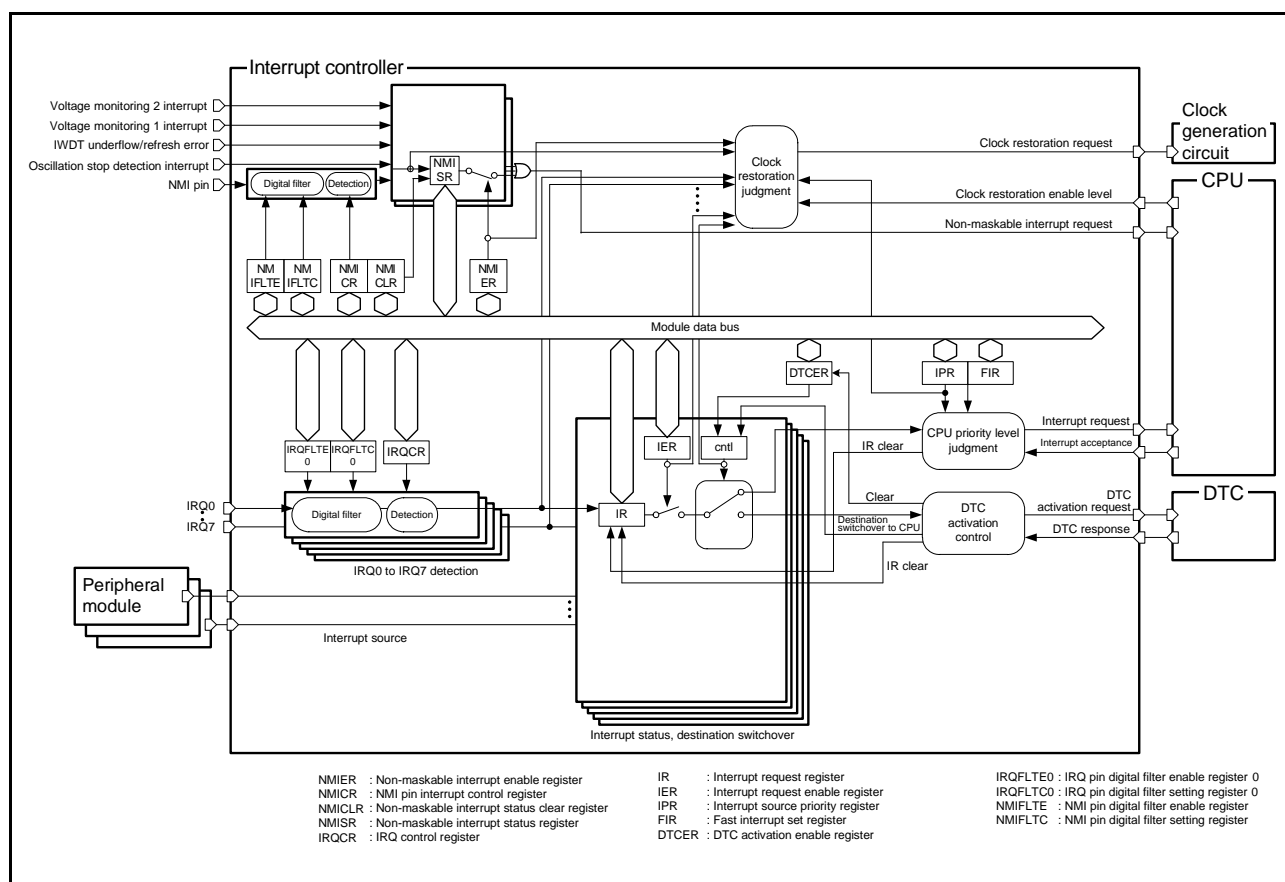 Interrupt controller
Voltage monitoring 2 interrupt
Voltage monitoring 1 interrupt
IWDT underflow/refresh error
Oscillation stop detection interrupt
NMI pin
Digital filter
Detection
NMI
SR
Clock
restoration
judgment
Clock restoration request
Clock
generation
circuit
Clock restoration enable level
CPU
Non-maskable interrupt request
NM
IFLTE
NM
IFLTC
NMI
CR
NMI
CLR
NMI
ER
Module data bus
DTCER
IPR
FIR
IRQFLTE
0
IRQFLTC
0
IRQCR
IER
cntl
CPU priority level
judgment
Interrupt request
Interrupt acceptance
IR clear
IRQ0
IRQ7
Digital filter
Detection
IRQ0 to IRQ7 detection
IR
Clear
Destination
switchover to CPU
DTC
activation
control
DTC
activation request
DTC response
DTC
IR clear
Peripheral
module
Interrupt source
Interrupt status, destination switchover
NMIER : Non-maskable interrupt enable register
NMICR : NMI pin interrupt control register
NMICLR : Non-maskable interrupt status clear register
NMISR : Non-maskable interrupt status register
IRQCR : IRQ control register
IR : Interrupt request register
IER : Interrupt request enable register
IPR : Interrupt source priority register
FIR : Fast interrupt set register
DTCER : DTC activation enable register
IRQFLTE0 : IRQ pin digital filter enable register 0
IRQFLTC0 : IRQ pin digital filter setting register 0
NMIFLTE : NMI pin digital filter enable register
NMIFLTC : NMI pin digital filter setting register